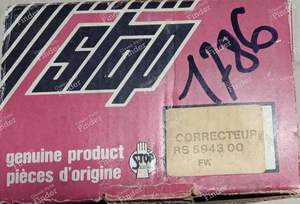 stop
1786
CORRECTEUR
RS 5943 00
FW
genuine product
pièces d'origine
STOP